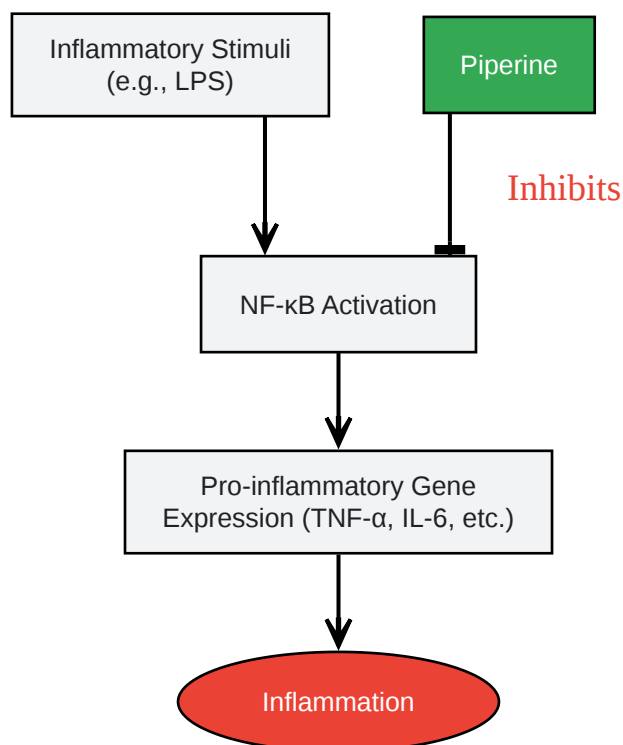 Inflammatory Stimuli
(e.g., LPS)
Piperine
Inhibits
NF-κB Activation
Pro-inflammatory Gene
Expression (TNF-α, IL-6, etc.)
Inflammation